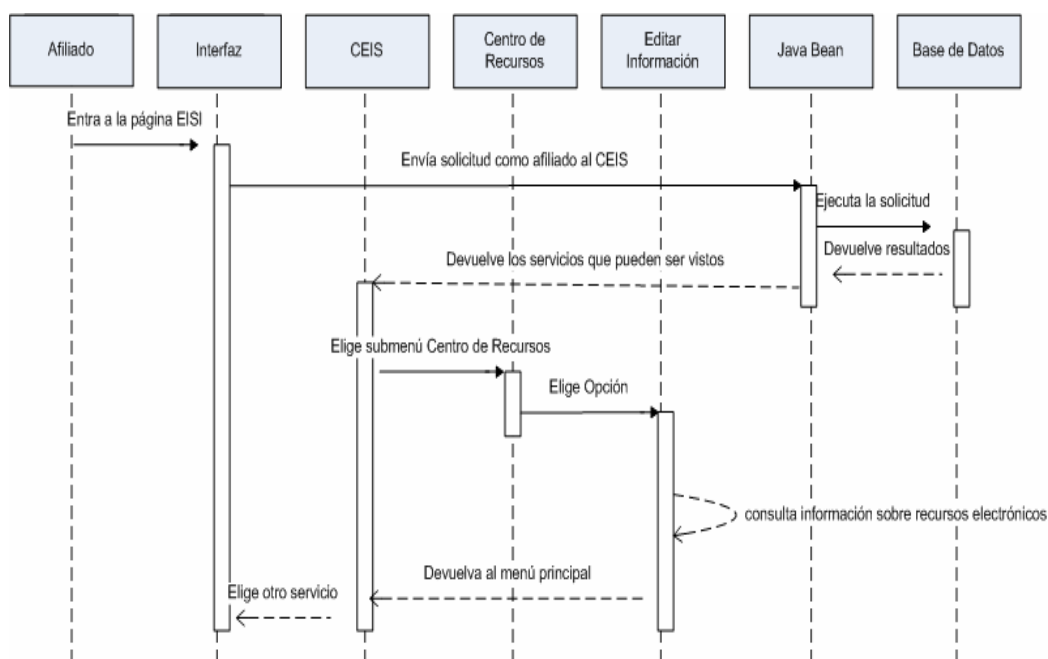 Afiliado
Interfaz
CEIS
Centro de
Recursos
Editar
Información
Java Bean
Base de Datos
Entra a la página EISI
Envía solicitud como afiliado al CEIS
Ejecuta la solicitud
Devuelve resultados
Devuelve los servicios que pueden ser vistos
Elige submenú Centro de Recursos
Elige Opción
consulta información sobre recursos electrónicos
Devuelva al menú principal
Elige otro servicio